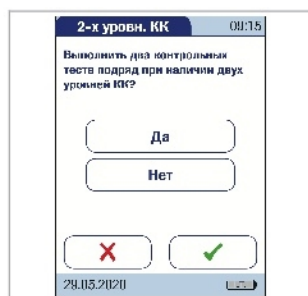 2-х уровн. КК
09:15
Выполнить два контрольных
теста подряд при наличии двух
уровней КК?
Да
Нет
29.05.2020